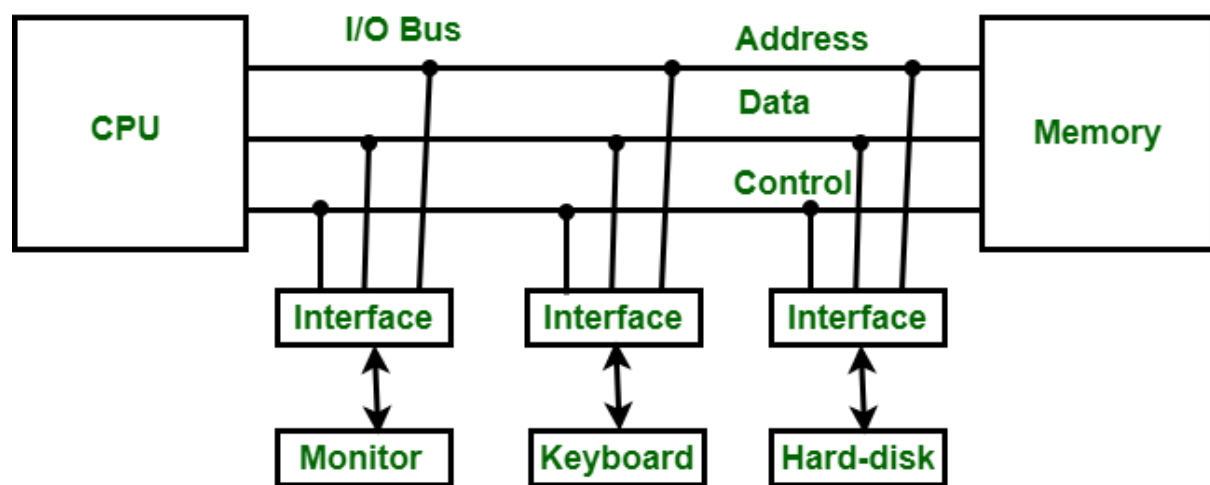 I/O Bus
Address
Data
CPU
Memory
Control
Interface
Interface
Interface
Monitor
Keyboard
Hard-disk